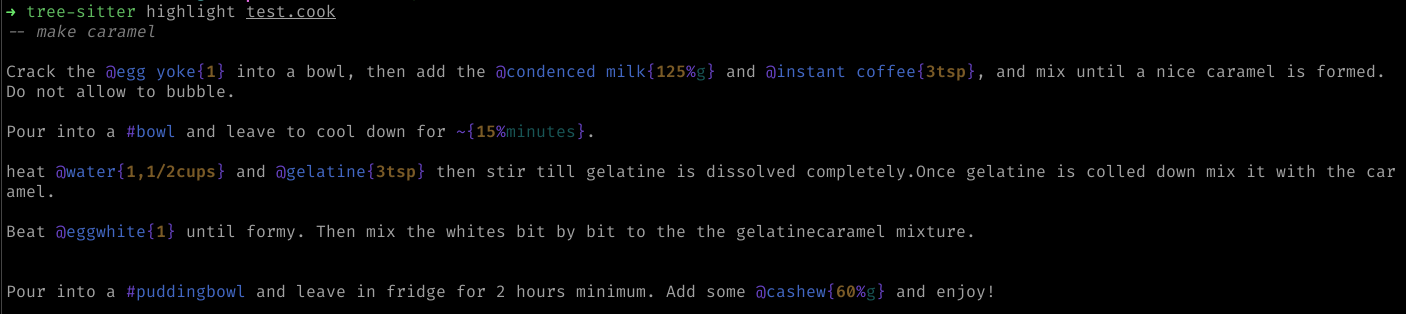 → tree-sitter highlight test.cook
-- make caramel
Crack the @egg yoke{1} into a bowl, then add the @condenced milk{125%g} and @instant coffee{3tsp}, and mix until a nice caramel is formed.
Do not allow to bubble.
Pour into a #bowl and leave to cool down for ~{15%minutes}.
heat @water{1,1/2cups} and @gelatine{3tsp} then stir till gelatine is dissolved completely.Once gelatine is colled down mix it with the car
amel.
Beat @eggwhite{1} until formy. Then mix the whites bit by bit to the the gelatinecaramel mixture.
Pour into a #puddingbowl and leave in fridge for 2 hours minimum. Add some @cashew{60%g} and enjoy!